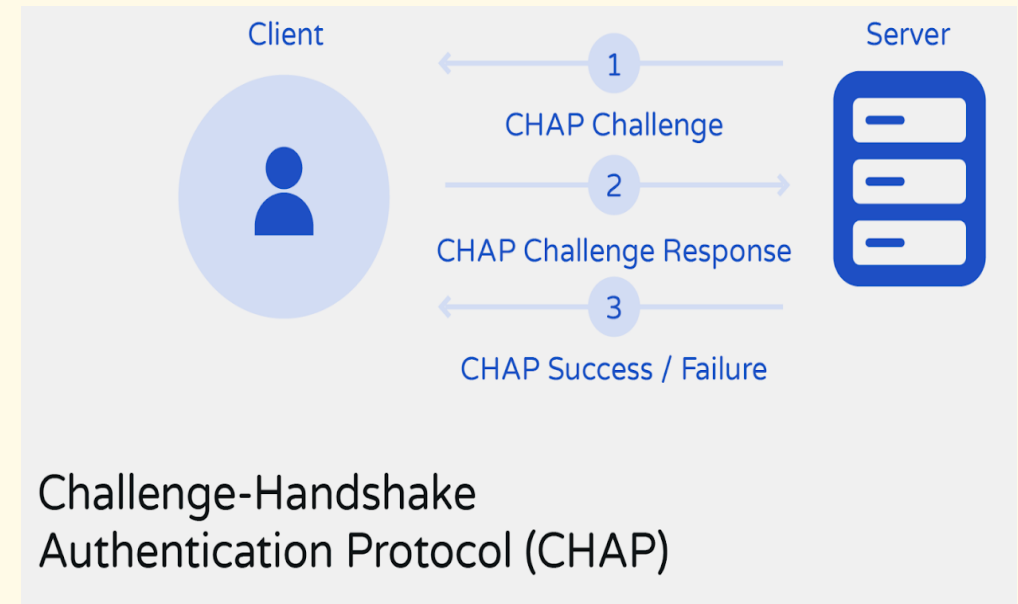 Client
Server
1
CHAP Challenge
2
CHAP Challenge Response
3
CHAP Success / Failure
Challenge-Handshake
Authentication Protocol (CHAP)